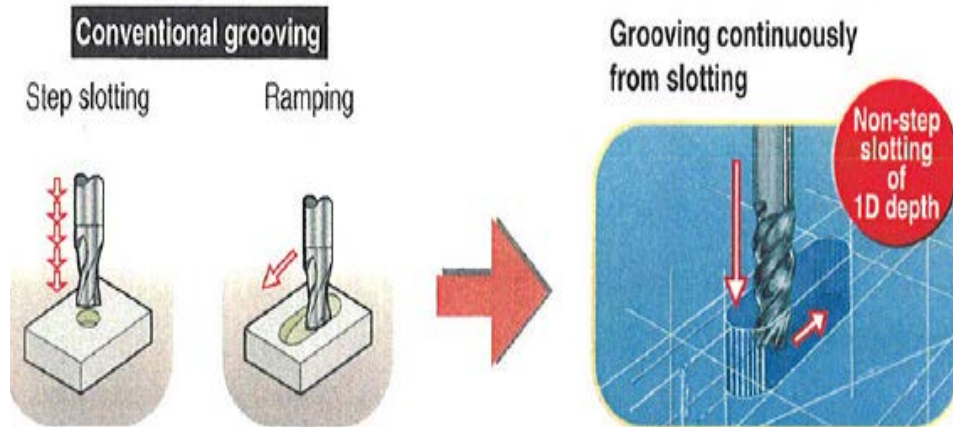 Conventional grooving
Step slotting
Ramping
Grooving continuously
from slotting
Non-step
slotting
of
1D depth